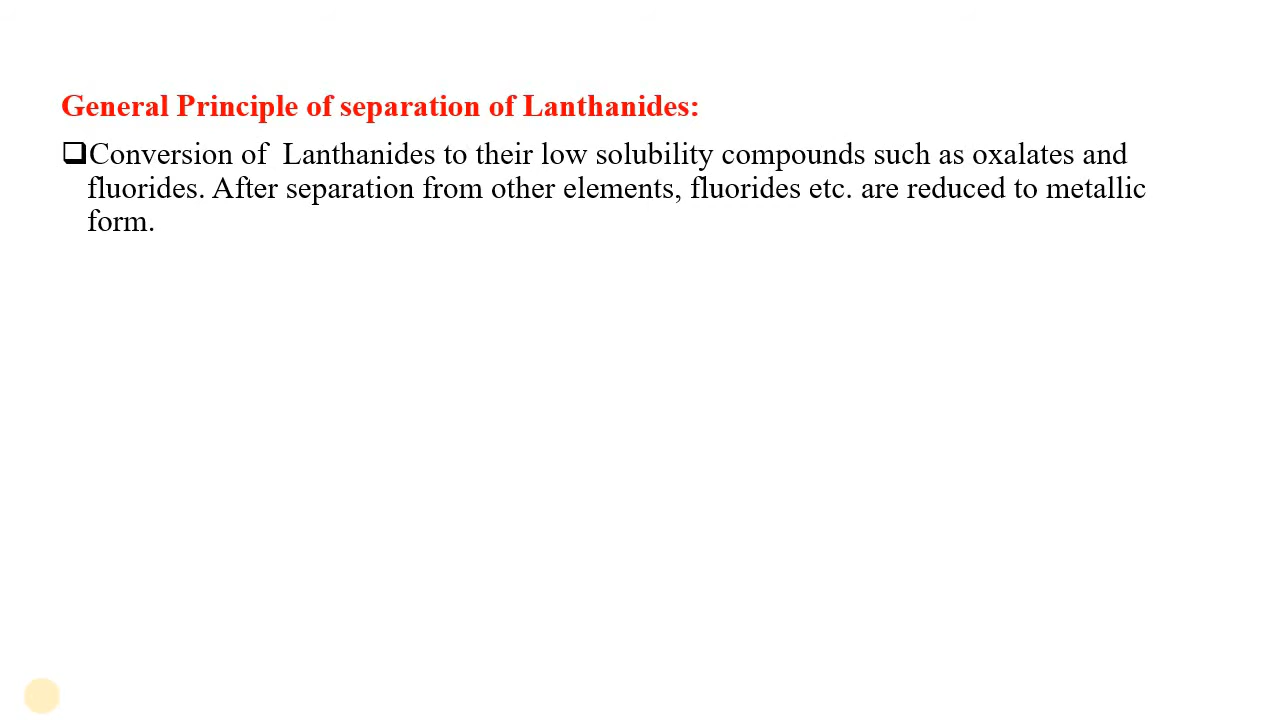 General Principle of separation of Lanthanides:
❑Conversion of  Lanthanides to their low solubility compounds such as oxalates and
fluorides. After separation from other elements, fluorides etc. are reduced to metallic
form.